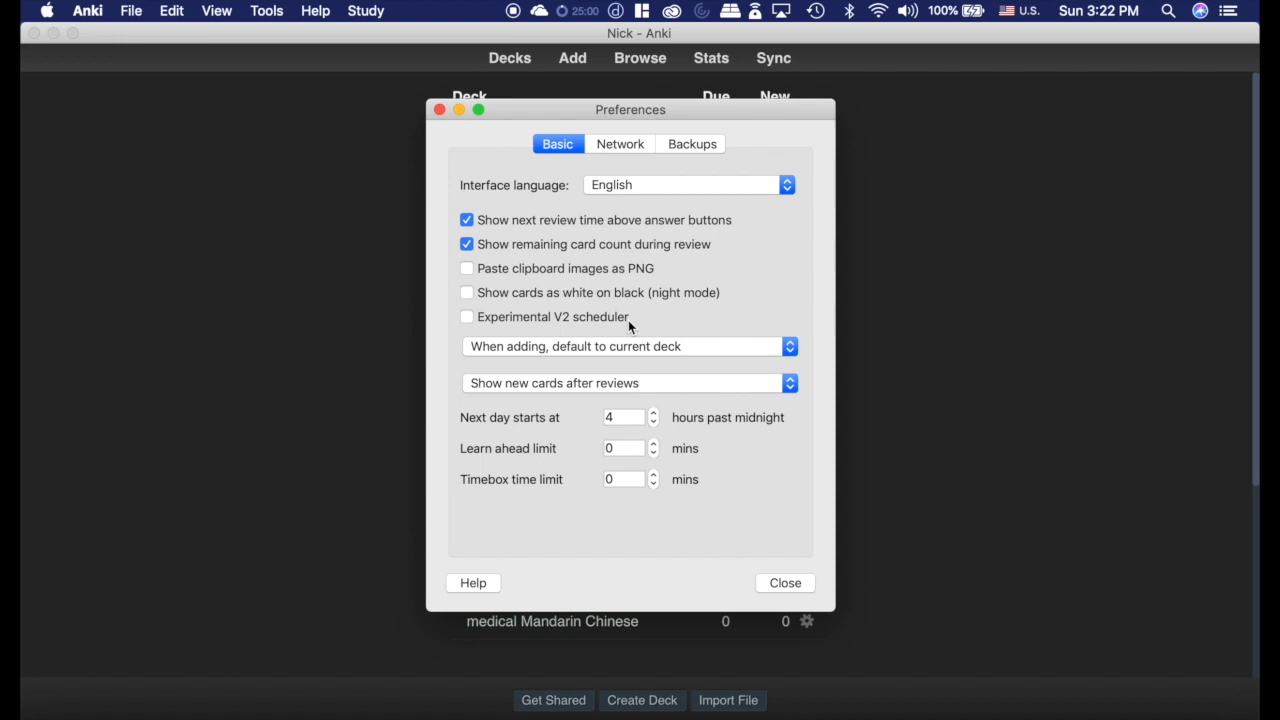 Anki File Edit View Tools Help Study 25:00 100% U.S. Sun 3:22 PM
Nick - Anki
Decks Add Browse Stats Sync
Deck Due New
Preferences
Basic Network Backups
Interface language: English
Show next review time above answer buttons
Show remaining card count during review
Paste clipboard images as PNG
Show cards as white on black (night mode)
Experimental V2 scheduler
When adding, default to current deck
Show new cards after reviews
Next day starts at 4 hours past midnight
Learn ahead limit 0 mins
Timebox time limit 0 mins
Help Close
medical Mandarin Chinese 0 0
Get Shared Create Deck Import File